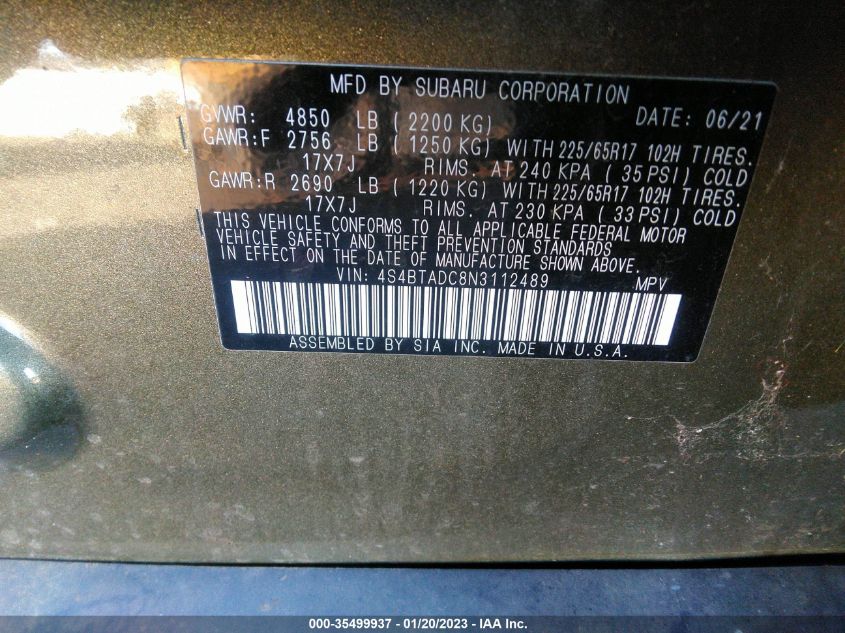 MFD BY SUBARU CORPORATION
GVWR: 4850 LB ( 2200 KG) DATE: 06/21
GAWR:F 2756 LB ( 1250 KG) WITH 225/65R17 102H TIRES.
17X7J RIMS. AT 240 KPA ( 35 PSI) COLD
GAWR:R 2690 LB ( 1220 KG) WITH 225/65R17 102H TIRES.
17X7J RIMS. AT 230 KPA ( 33 PSI) COLD
THIS VEHICLE CONFORMS TO ALL APPLICABLE FEDERAL MOTOR
VEHICLE SAFETY AND THEFT PREVENTION STANDARDS
IN EFFECT ON THE DATE OF MANUFACTURE SHOWN ABOVE.
VIN: 4S4BTADC8N3112489 MPV
ASSEMBLED BY SIA INC. MADE IN U.S.A.
000-35499937 - 01/20/2023 - IAA Inc.